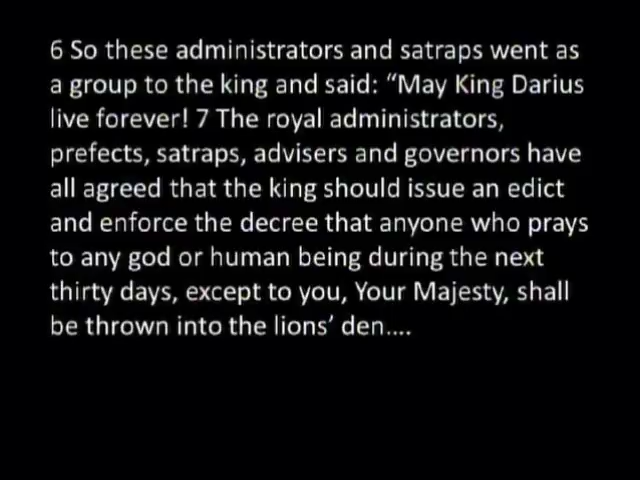 6 So these administrators and satraps went as
a group to the king and said: “May King Darius
live forever! 7 The royal administrators,
prefects, satraps, advisers and governors have
all agreed that the king should issue an edict
and enforce the decree that anyone who prays
to any god or human being during the next
thirty days, except to you, Your Majesty, shall
be thrown into the lions’ den....